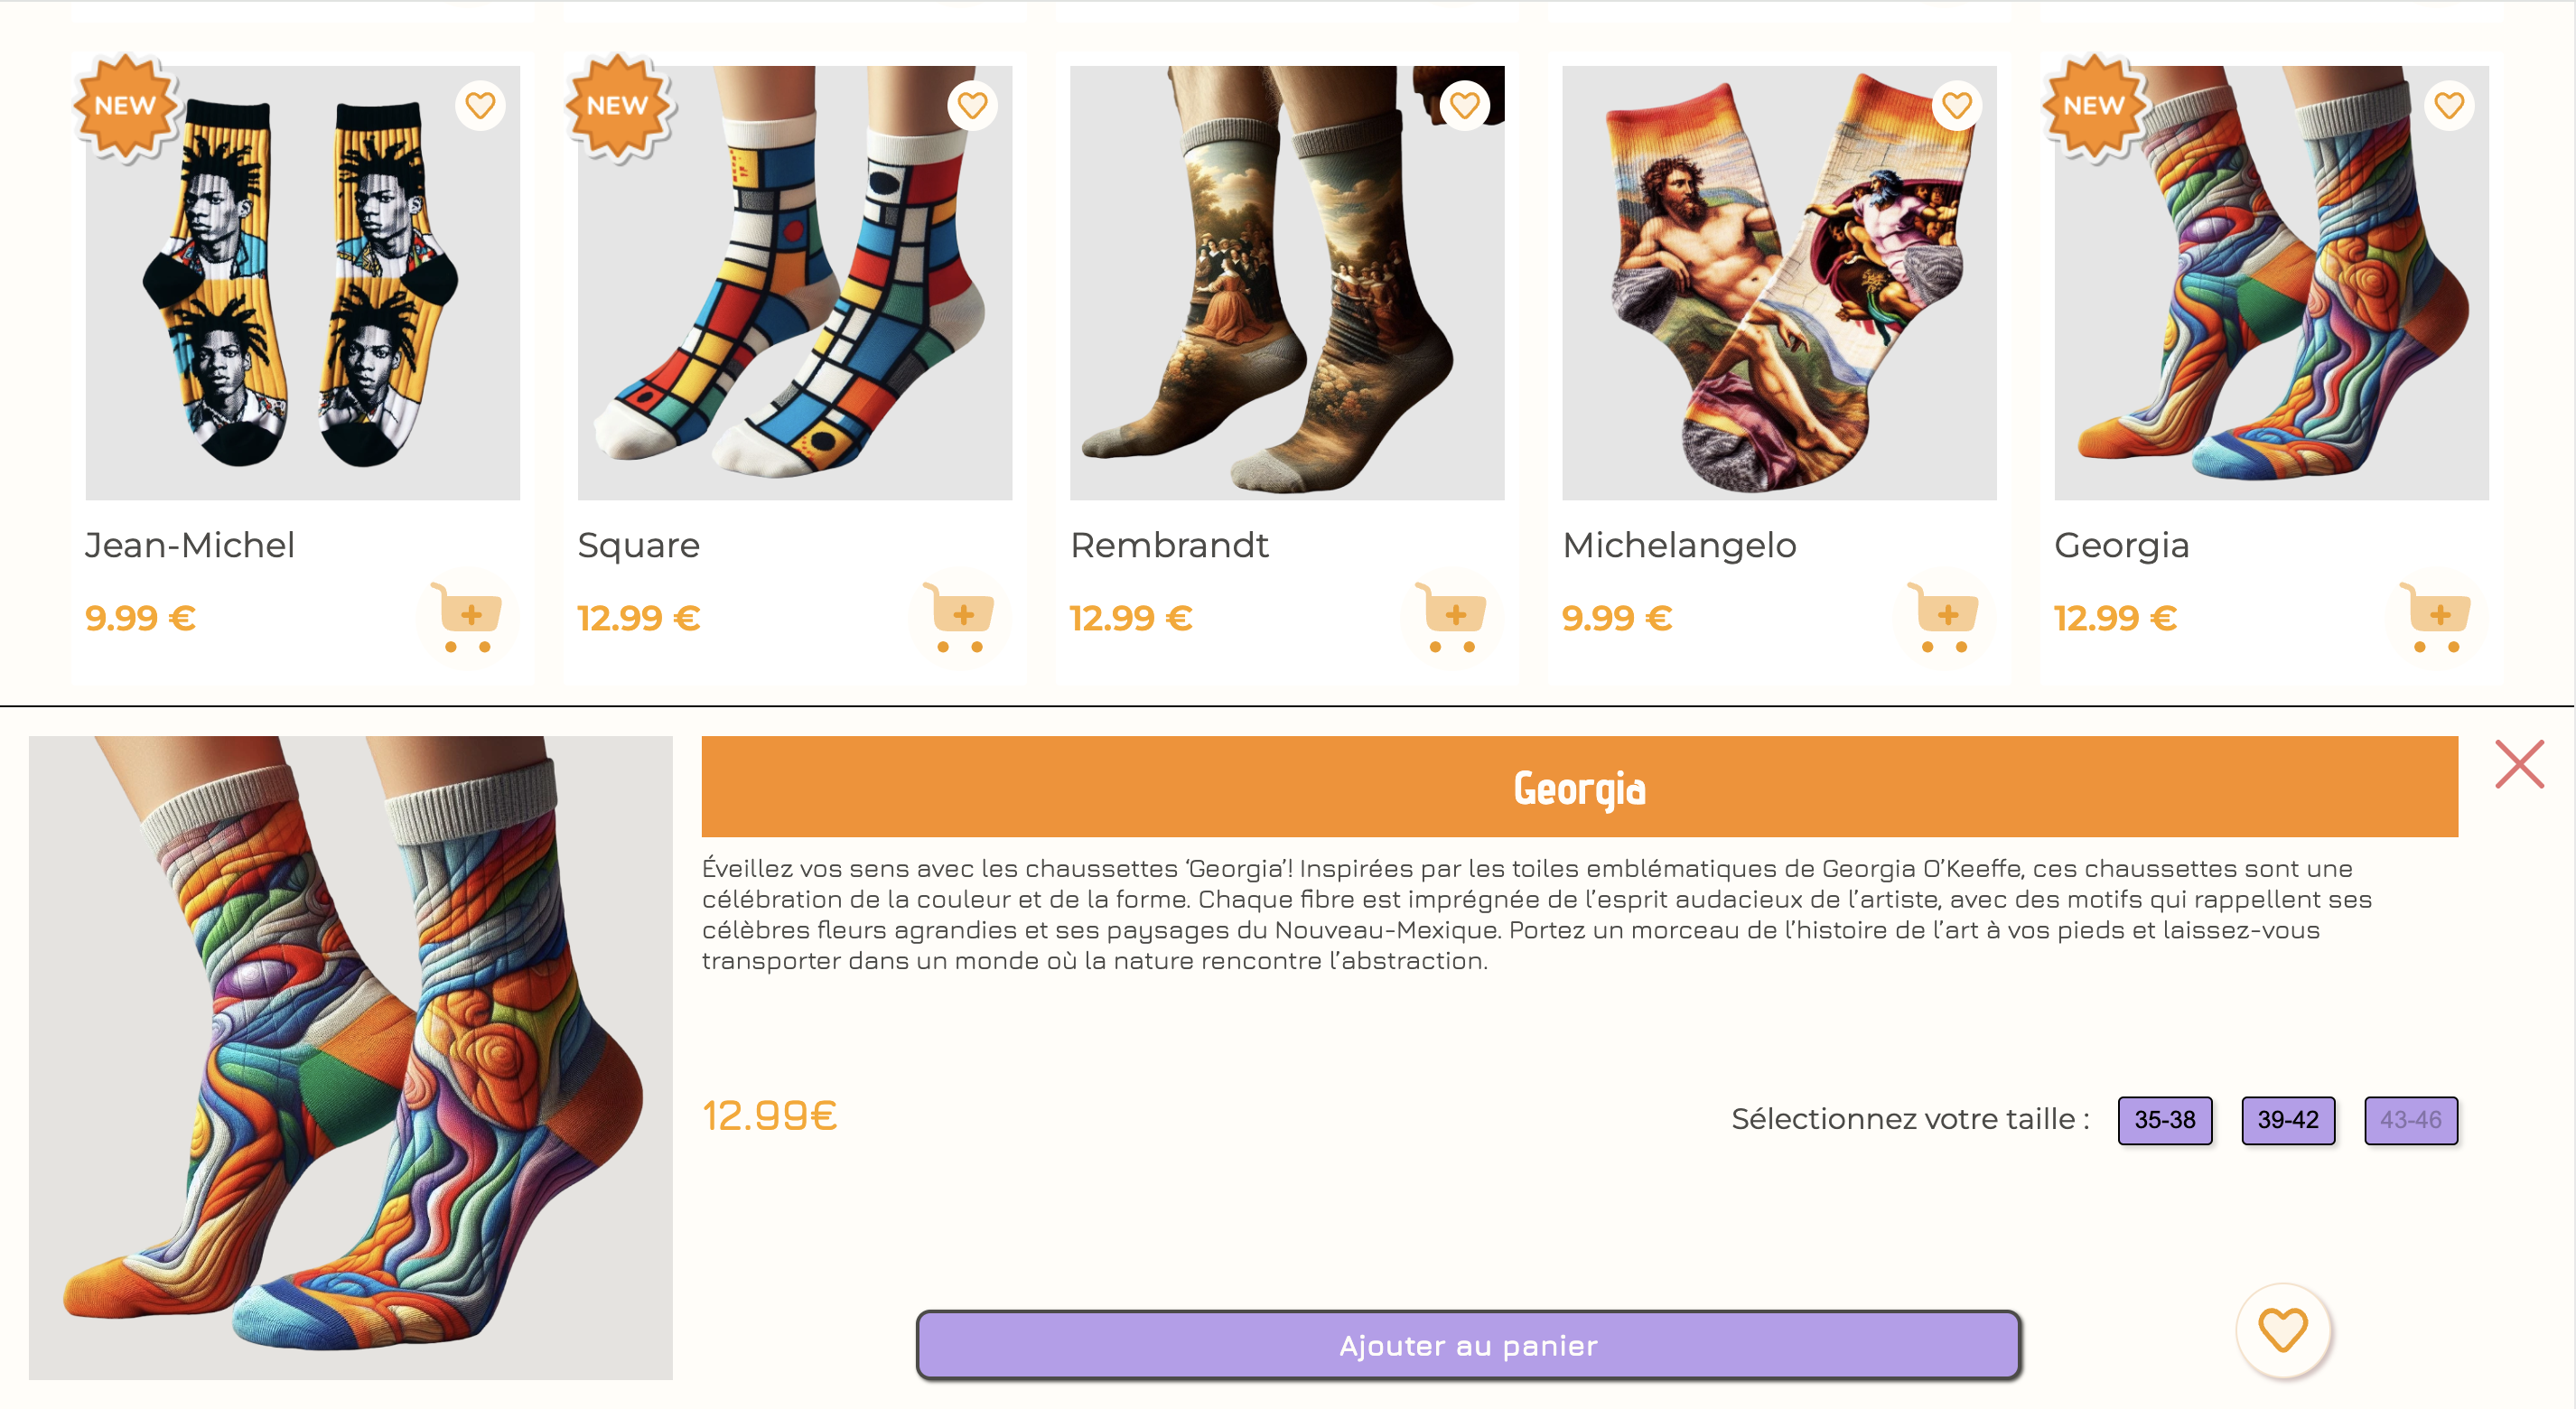 NEW
NEW
NEW
Jean-Michel
Square
Rembrandt
Michelangelo
Georgia
9.99 €
12.99 €
12.99 €
9.99 €
12.99 €
Georgia
Éveillez vos sens avec les chaussettes ‘Georgia’! Inspirées par les toiles emblématiques de Georgia O’Keeffe, ces chaussettes sont une
célébration de la couleur et de la forme. Chaque fibre est imprégnée de l’esprit audacieux de l’artiste, avec des motifs qui rappellent ses
célèbres fleurs agrandies et ses paysages du Nouveau-Mexique. Portez un morceau de l’histoire de l’art à vos pieds et laissez-vous
transporter dans un monde où la nature rencontre l’abstraction.
12.99€
Sélectionnez votre taille :
35-38
39-42
43-46
Ajouter au panier